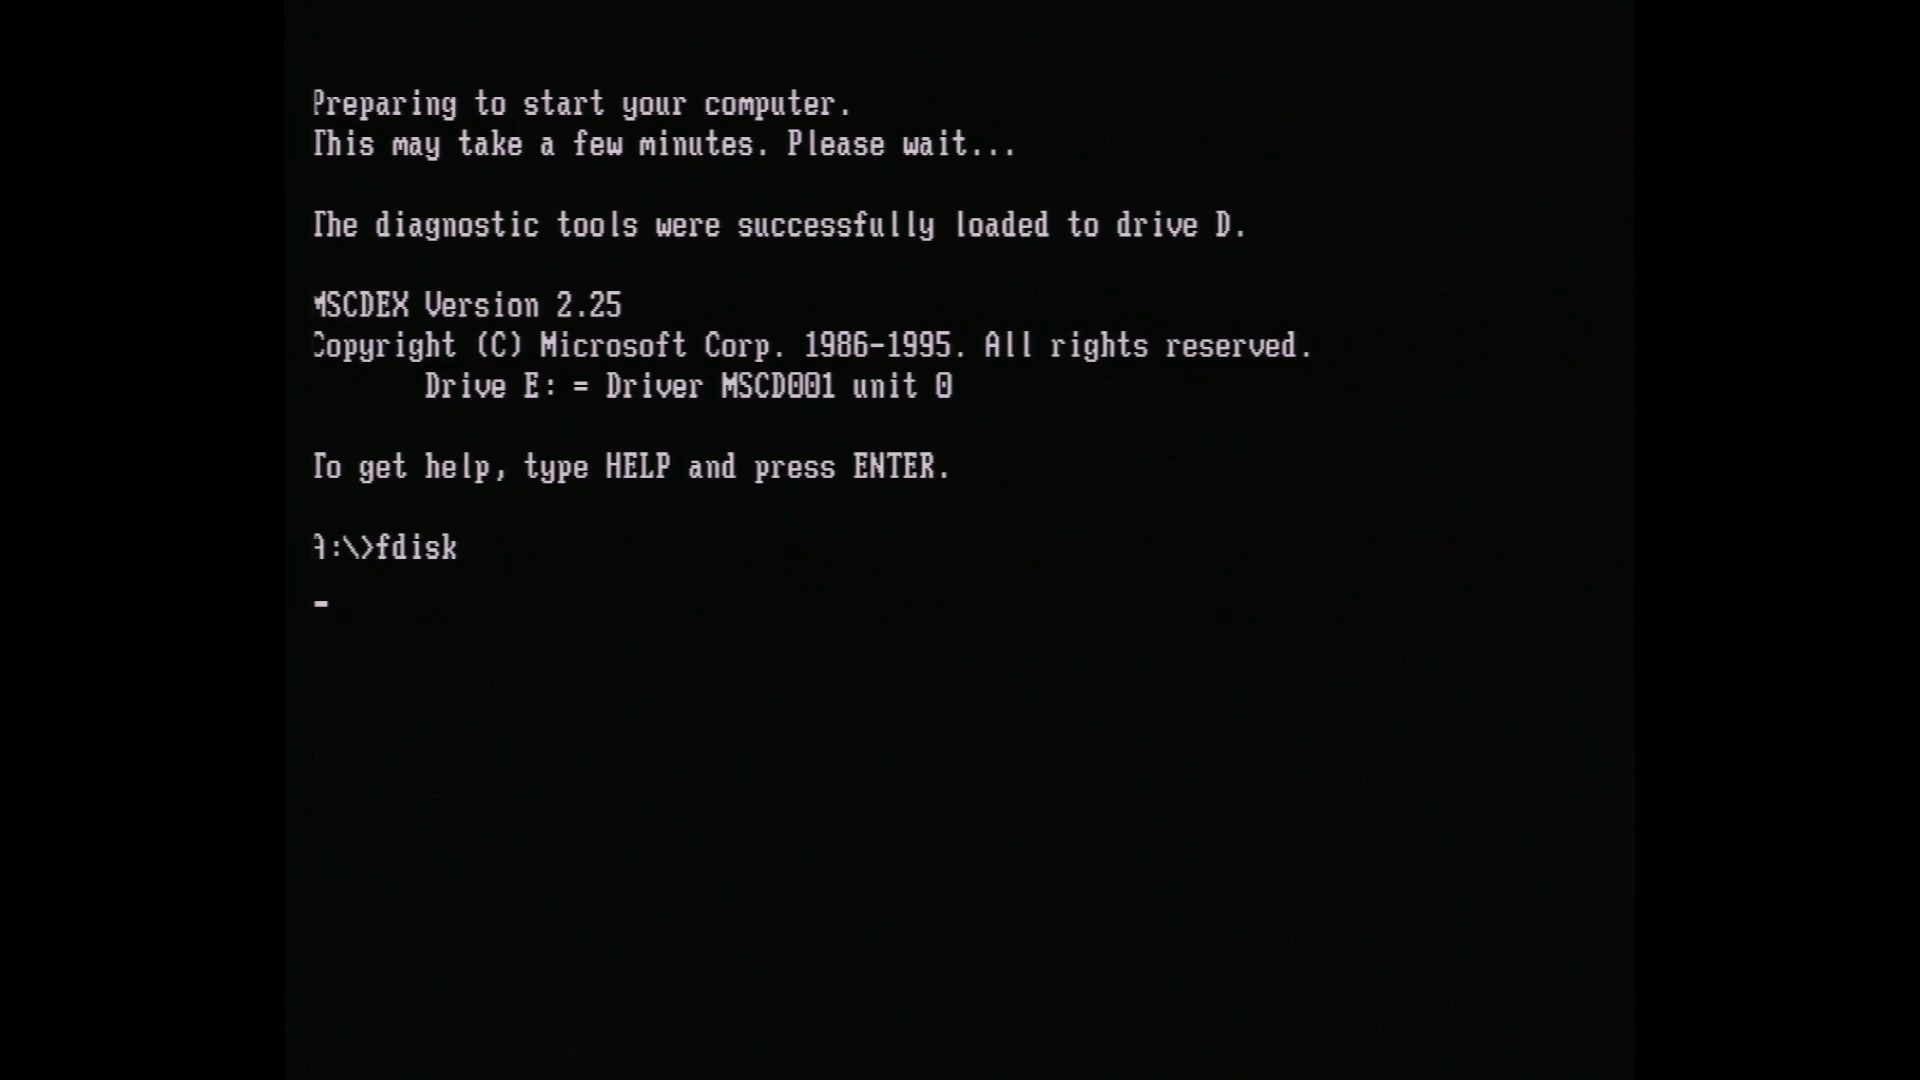 Preparing to start your computer.
This may take a few minutes. Please wait...
The diagnostic tools were successfully loaded to drive D.
MSCDEX Version 2.25
Copyright (C) Microsoft Corp. 1986-1995. All rights reserved.
Drive E: = Driver MSCD001 unit 0
To get help, type HELP and press ENTER.
A:\>fdisk